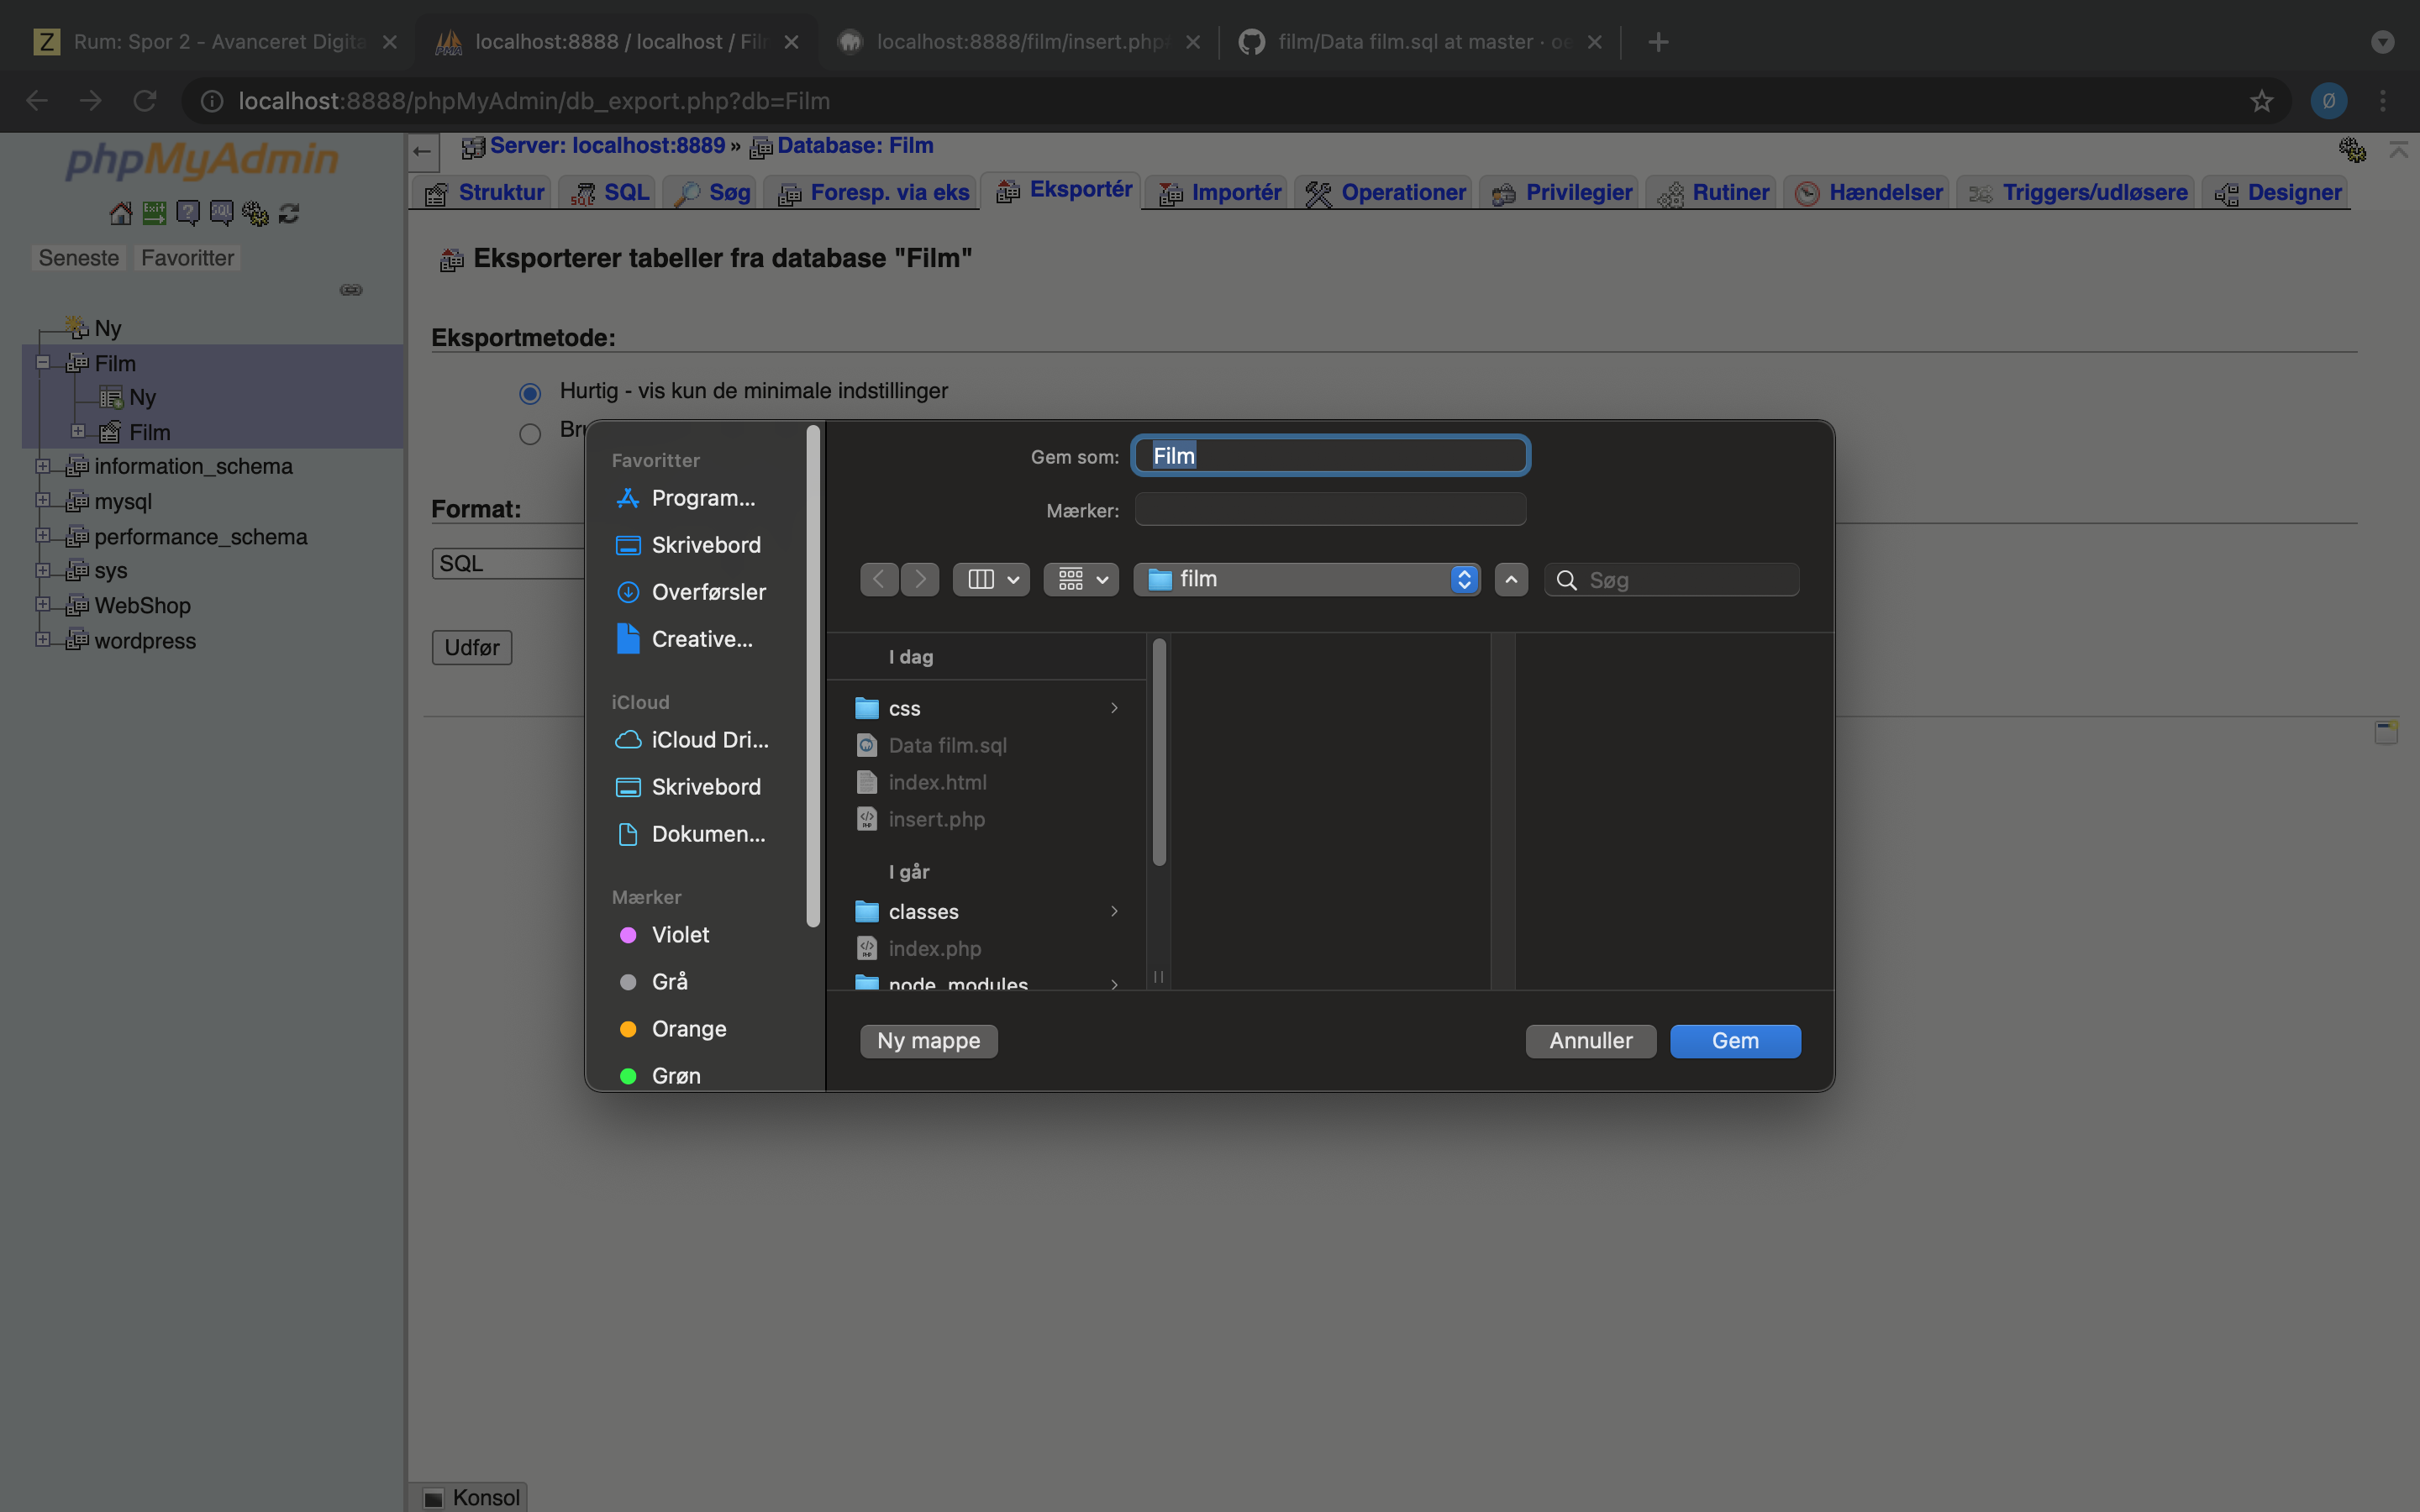 Z Rum: Spor 2 - Avanceret Digita
localhost:8888 / localhost / Film
localhost:8888/film/insert.php
film/Data film.sql at master · oe
localhost:8888/phpMyAdmin/db_export.php?db=Film
Ø
phpMyAdmin
Seneste Favoritter
Ny
Film
Ny
Film
information_schema
mysql
performance_schema
sys
WebShop
wordpress
Server: localhost:8889 » Database: Film
Struktur SQL Søg Foresp. via eks Eksportér Importér Operationer Privilegier Rutiner Hændelser Triggers/udløsere Designer
Eksporterer tabeller fra database "Film"
Eksportmetode:
Hurtig - vis kun de minimale indstillinger
Format:
SQL
Udfør
Favoritter
Program...
Skrivebord
Overførsler
Creative...
iCloud
iCloud Dri...
Skrivebord
Dokumen...
Mærker
Violet
Grå
Orange
Grøn
Gem som: Film
Mærker:
film
Søg
I dag
css
Data film.sql
index.html
insert.php
I går
classes
index.php
node_modules
Ny mappe
Annuller
Gem
Konsol